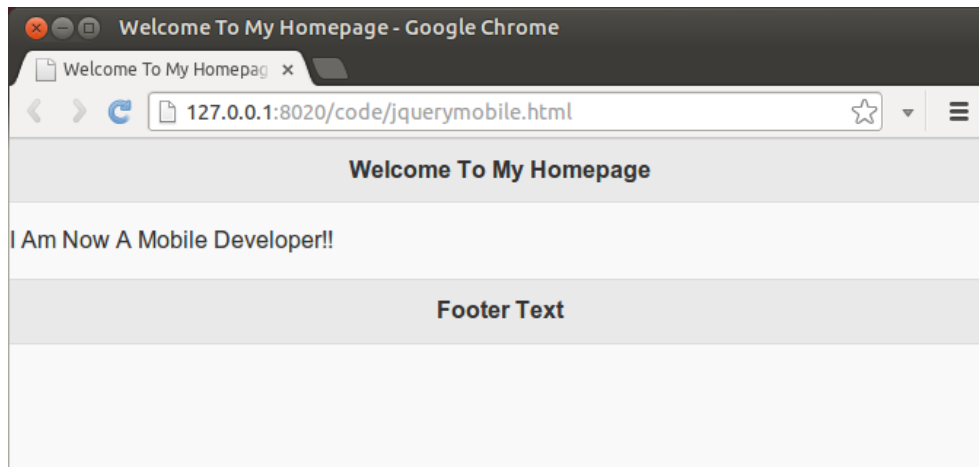 Welcome To My Homepage - Google Chrome
Welcome To My Homepag
127.0.0.1:8020/code/jquerymobile.html
Welcome To My Homepage
I Am Now A Mobile Developer!!
Footer Text